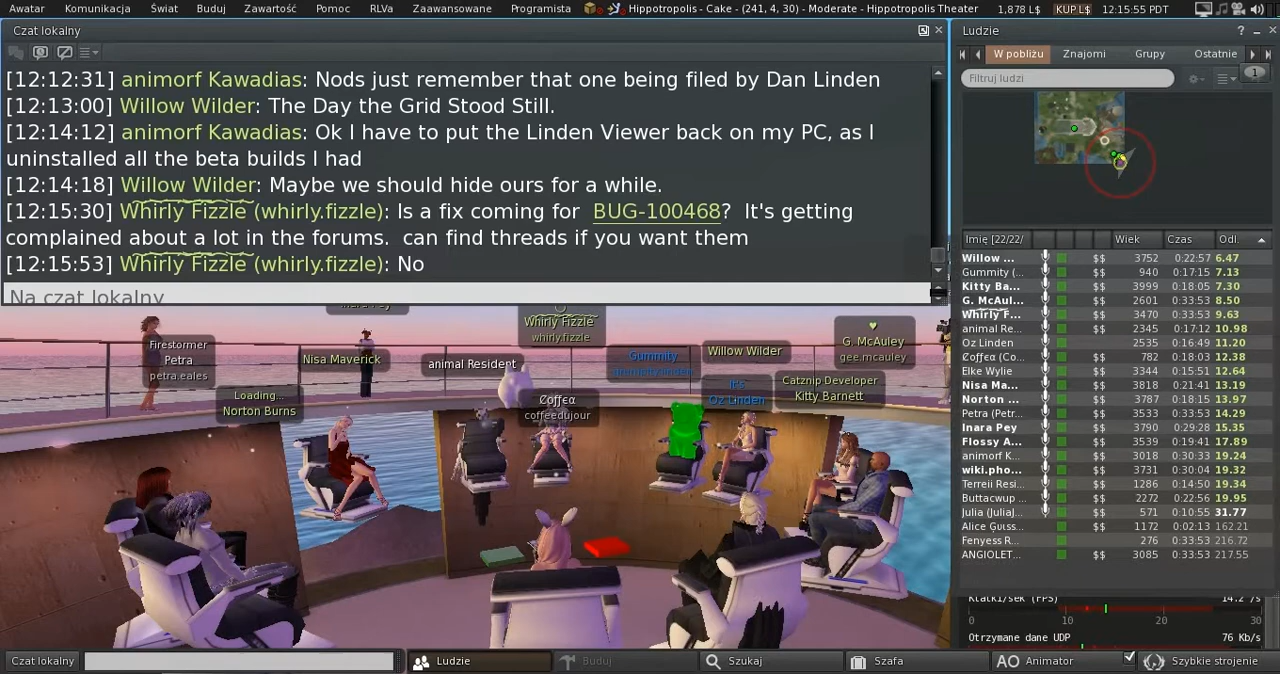 Awatar Komunikacja Świat Buduj Zawartość Pomoc RLVa Zaawansowane Programista Hippotropolis - Cake - (241, 4, 30) - Moderate - Hippotropolis Theater 1,878 L$ KUP L$ 12:15:55 PDT
Czat lokalny
[12:12:31] animorf Kawadias: Nods just remember that one being filed by Dan Linden
[12:13:00] Willow Wilder: The Day the Grid Stood Still.
[12:14:12] animorf Kawadias: Ok I have to put the Linden Viewer back on my PC, as I
uninstalled all the beta builds I had
[12:14:18] Willow Wilder: Maybe we should hide ours for a while.
[12:15:30] Whirly Fizzle (whirly.fizzle): Is a fix coming for BUG-100468? It's getting
complained about a lot in the forums. can find threads if you want them
[12:15:53] Whirly Fizzle (whirly.fizzle): No
Na czat lokalny
Firestormer
Petra
petra.eales
Loading...
Norton Burns
Nisa Maverick
animal Resident
Whirly Fizzle
whirly.fizzle
Coffεα
coffeedujour
Gummity
Willow Wilder
It's
Oz Linden
♥
G. McAuley
gee.mcauley
Catznip Developer
Kitty Barnett
Ludzie
W pobliżu Znajomi Grupy Ostatnie
Filtruj ludzi
1
Imię [22/22/ Wiek Czas Odl.
Willow ... $$ 3752 0:22:57 6.47
Gummity (... 940 0:17:15 7.13
Kitty Ba... $$ 3999 0:18:05 7.30
G. McAul... $$ 2601 0:33:53 8.50
Whirly F... $$ 3470 0:33:53 9.63
animal Re... $$ 2345 0:17:12 10.98
Oz Linden 2535 0:16:49 11.20
Coffεα (Co... $$ 782 0:18:03 12.38
Elke Wylie $$ 3344 0:15:51 12.64
Nisa Ma... $$ 3818 0:21:41 13.19
Norton ... $$ 3787 0:18:15 13.97
Petra (Petr... $$ 3533 0:33:53 14.29
Inara Pey $$ 3790 0:29:28 15.35
Flossy A... $$ 3539 0:19:41 17.89
animorf K... $$ 3018 0:30:33 19.24
wiki.pho... $$ 3731 0:30:04 19.32
Terreii Resi... $$ 1286 0:14:50 19.34
Buttacwup ... $$ 2272 0:22:56 19.95
Julia (JuliaJ... $$ 571 0:10:55 31.77
Alice Guss... $$ 1172 0:02:13 162.21
Fenyess R... 276 0:33:53 216.72
ANGIOLET... $$ 3085 0:33:53 217.55
Klatki/sek (FPS) 14.2 /s
0 10 20 30
Otrzymane dane UDP 76 Kb/s
Czat lokalny Ludzie Buduj Szukaj Szafa AO Animator Szybkie strojenie